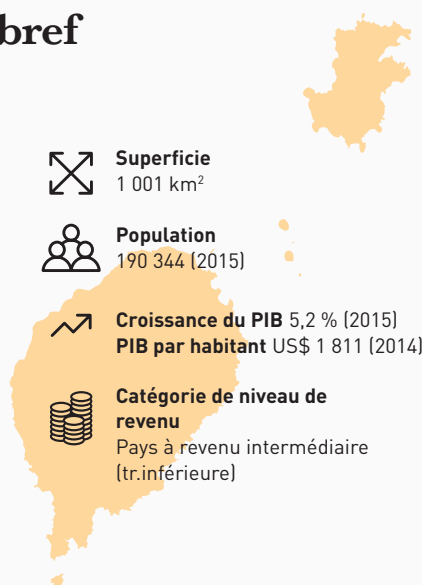 bref
Superficie
1 001 km²
Population
190 344 (2015)
Croissance du PIB 5,2 % (2015)
PIB par habitant US$ 1 811 (2014)
Catégorie de niveau de
revenu
Pays à revenu intermédiaire
(tr.inférieure)